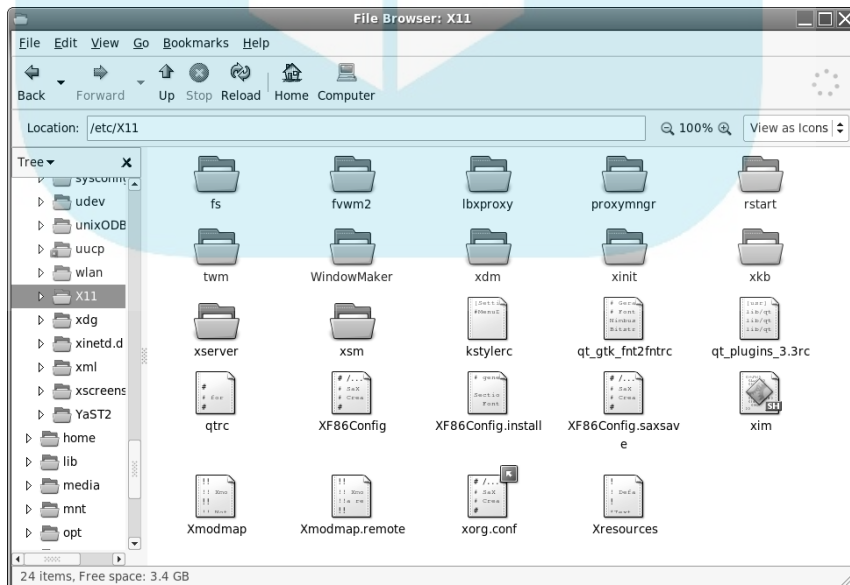 File Browser: X11
File Edit View Go Bookmarks Help
Back Forward Up Stop Reload Home Computer
Location: /etc/X11 100% View as Icons
Tree
sysconfig
udev
unixODB
uucp
wlan
X11
xdg
xinetd.d
xml
xscreens
YaST2
home
lib
media
mnt
opt
fs fvwm2 lbxproxy proxymngr rstart
twm WindowMaker xdm xinit xkb
xserver xsm kstylerc qt_gtk_fnt2fntrc qt_plugins_3.3rc
qtrc XF86Config XF86Config.install XF86Config.saxsav xim
e
Xmodmap Xmodmap.remote xorg.conf Xresources
24 items, Free space: 3.4 GB